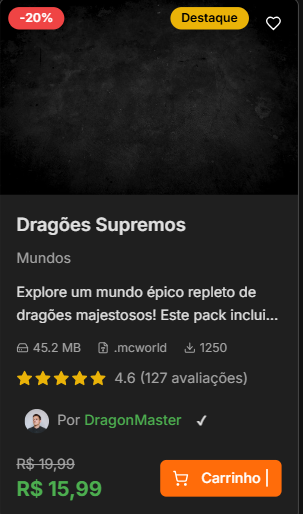 -20%
Destaque
Dragões Supremos
Mundos
Explore um mundo épico repleto de
dragões majestosos! Este pack inclui...
45.2 MB .mcworld 1250
4.6 (127 avaliações)
Por DragonMaster ✓
R$ 19,99
R$ 15,99
Carrinho |